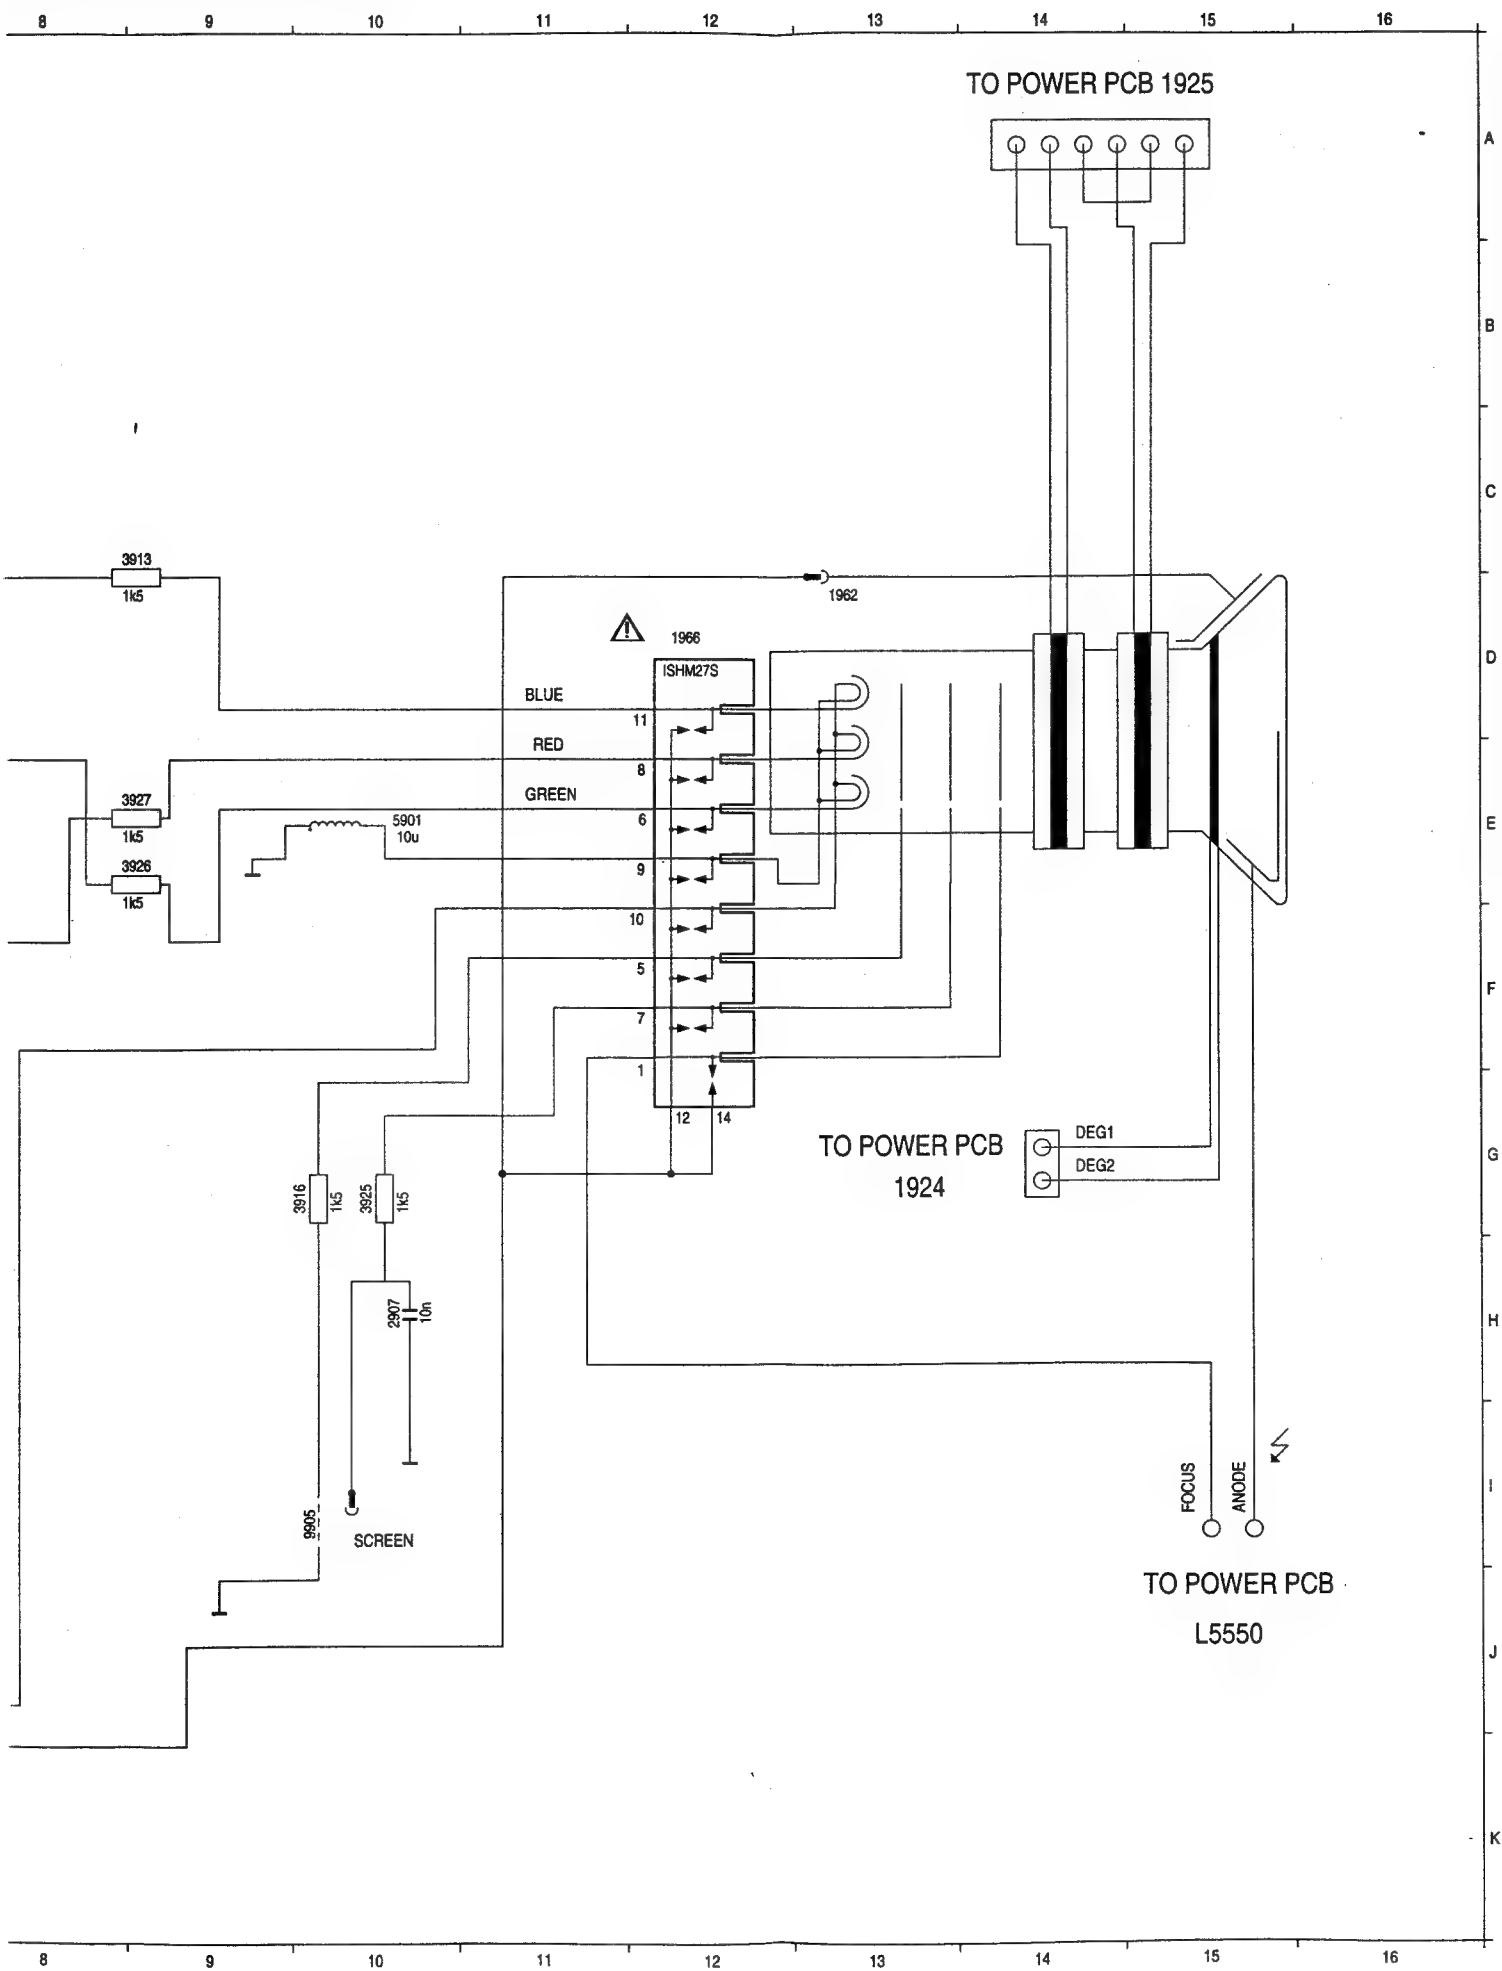 8 9 10 11 12 13 14 15 16
TO POWER PCB 1925
A
B
C
3913
1k5
1962
1966
D
ISHM27S
BLUE
11
RED
8
3927
1k5
GREEN
6
5901
10u
E
3926
1k5
9
10
5
F
7
1
12 14
TO POWER PCB
1924
DEG1
DEG2
G
3916
1k5
3925
1k5
2907
10n
H
FOCUS
ANODE
I
9905
SCREEN
TO POWER PCB
L5550
J
K
8 9 10 11 12 13 14 15 16